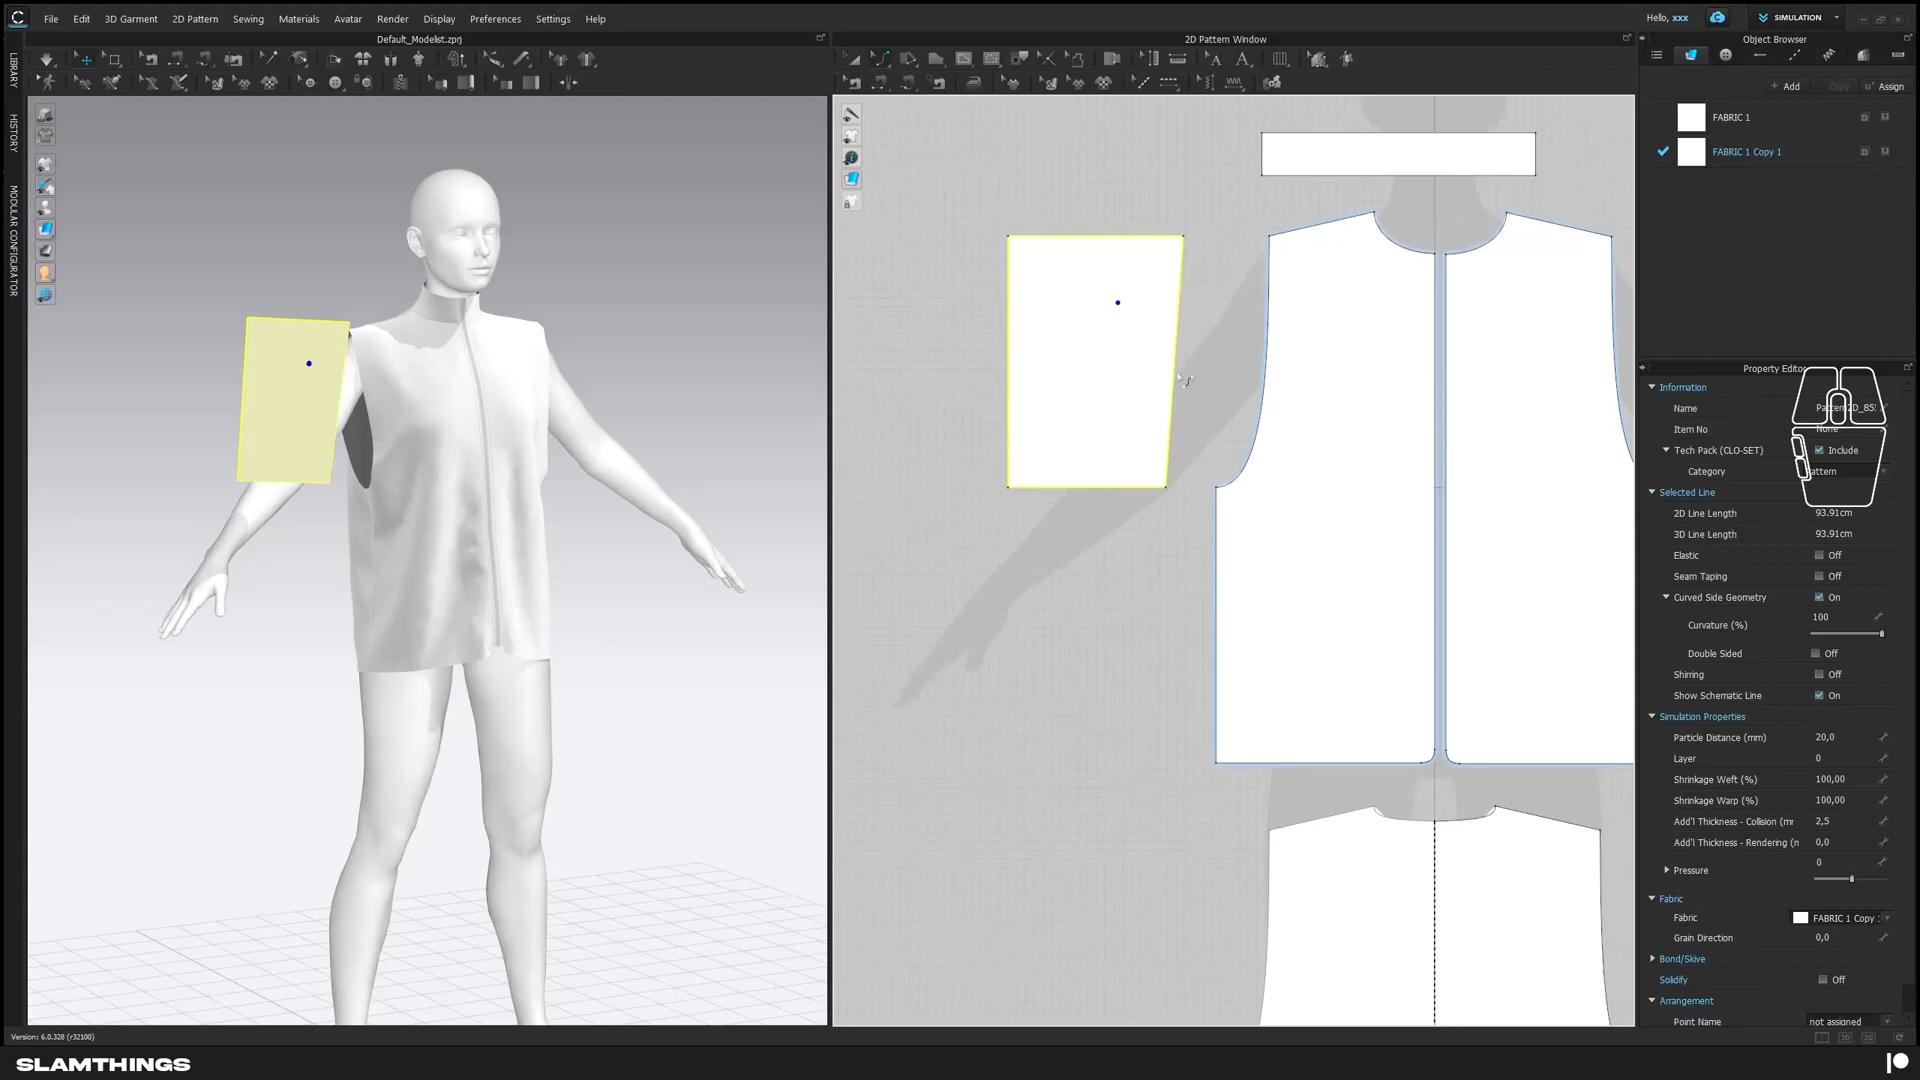 File Edit 3D Garment 2D Pattern Sewing Materials Avatar Render Display Preferences Settings Help
Hello, xxx
SIMULATION
Default_Modelist.zprj
2D Pattern Window
Object Browser
LIBRARY
HISTORY
MODULAR CONFIGURATOR
+ Add
Copy
Assign
FABRIC 1
FABRIC 1 Copy 1
Property Editor
Information
Name
Item No
None
Tech Pack (CLO-SET)
Include
Category
Selected Line
2D Line Length 93.91cm
3D Line Length 93.91cm
Elastic Off
Seam Taping Off
Curved Side Geometry On
Curvature (%) 100
Double Sided Off
Shirring Off
Show Schematic Line On
Simulation Properties
Particle Distance (mm) 20,0
Layer 0
Shrinkage Weft (%) 100,00
Shrinkage Warp (%) 100,00
Add'l Thickness - Collision (mr 2,5
Add'l Thickness - Rendering (n 0,0
Pressure 0
Fabric
Fabric FABRIC 1 Copy
Grain Direction 0,0
Bond/Skive
Solidify Off
Arrangement
Point Name not assigned
Version: 6.0.328 (r32100)
SLAMTHINGS